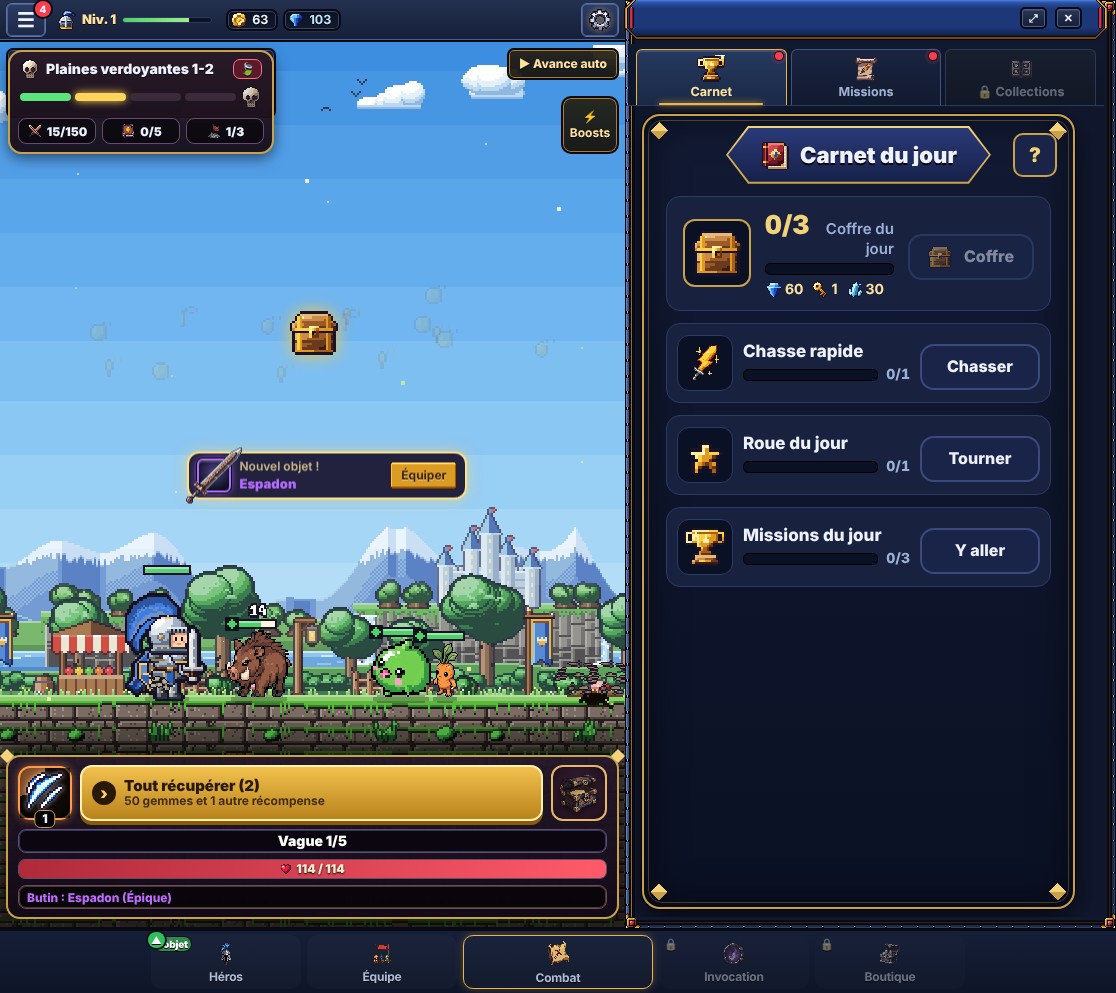 4
Niv. 1
63
103
Plaines verdoyantes 1-2
15/150
0/5
1/3
Avance auto
Boosts
Nouvel objet !
Espadon
Équiper
14
Tout récupérer (2)
50 gemmes et 1 autre récompense
1
Vague 1/5
114 / 114
Butin : Espadon (Épique)
Carnet
Missions
Collections
Carnet du jour
?
0/3
Coffre du
jour
60
1
30
Coffre
Chasse rapide
0/1
Chasser
Roue du jour
0/1
Tourner
Missions du jour
0/3
Y aller
objet
Héros
Équipe
Combat
Invocation
Boutique